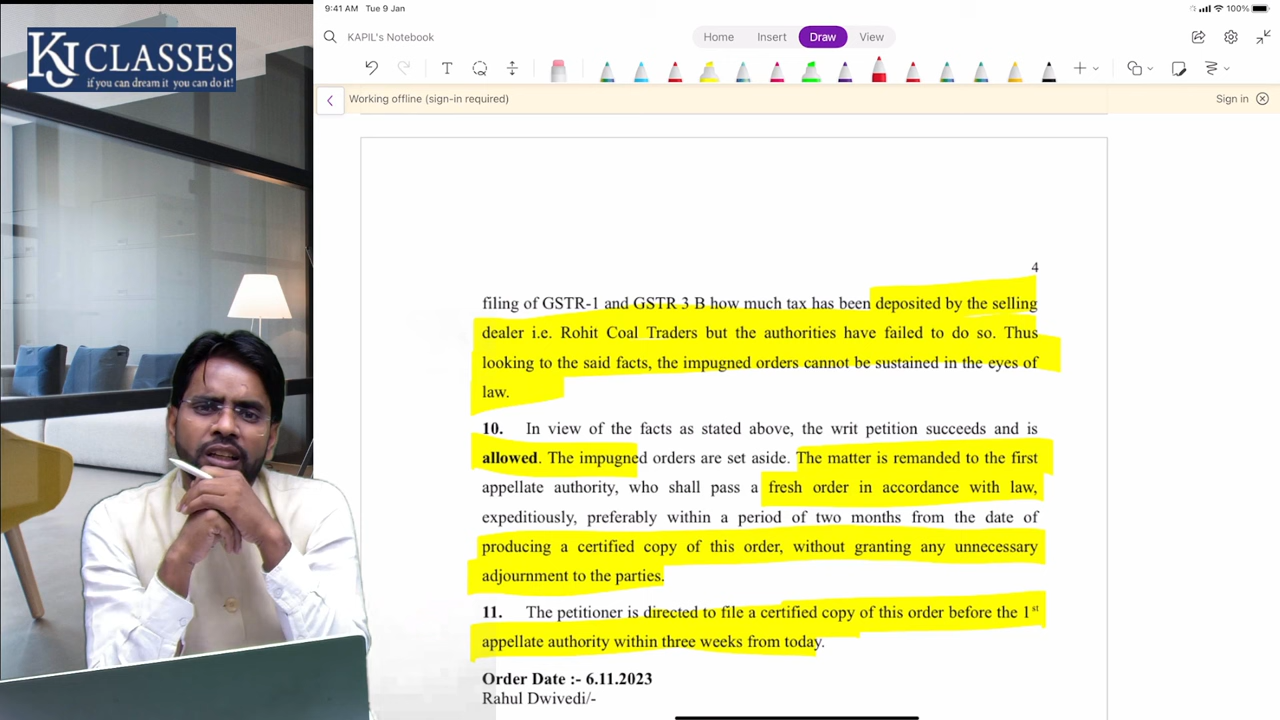 KJ CLASSES
if you can dream it you can do it!
9:41 AM Tue 9 Jan
100%
KAPIL's Notebook
Home Insert Draw View
T
Working offline (sign-in required)
Sign in
4
filing of GSTR-1 and GSTR 3 B how much tax has been deposited by the selling
dealer i.e. Rohit Coal Traders but the authorities have failed to do so. Thus
looking to the said facts, the impugned orders cannot be sustained in the eyes of
law.
10. In view of the facts as stated above, the writ petition succeeds and is
allowed. The impugned orders are set aside. The matter is remanded to the first
appellate authority, who shall pass a fresh order in accordance with law,
expeditiously, preferably within a period of two months from the date of
producing a certified copy of this order, without granting any unnecessary
adjournment to the parties.
11. The petitioner is directed to file a certified copy of this order before the 1st
appellate authority within three weeks from today.
Order Date :- 6.11.2023
Rahul Dwivedi/-